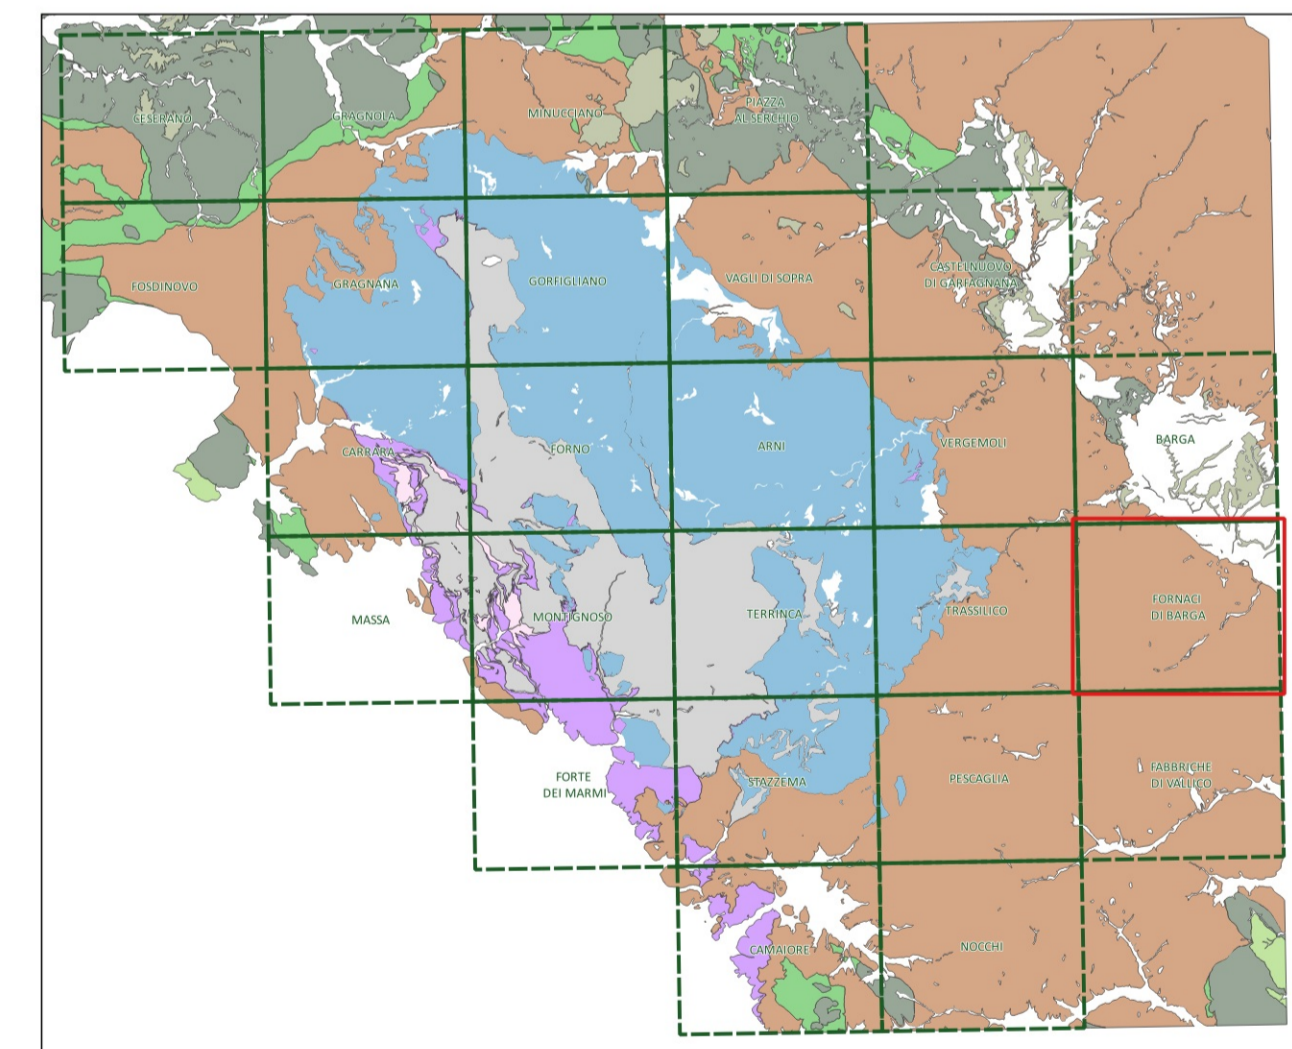 CESERANO
GRAGNOLA
MINUCCIANO
PIAZZA
AL SERCHIO
FOSDINOVO
GRAGNANA
GORFIGLIANO
VAGLI DI SOPRA
CASTELNUOVO
DI GARFAGNANA
CARRARA
FORNO
ARNI
VERGEMOLI
BARGA
MASSA
MONTIGNOSO
TERRINCA
TRASSILICO
FORNACI
DI BARGA
FORTE
DEI MARMI
STAZZEMA
PESCAGLIA
FABBRICHE
DI VALLICO
CAMAIORE
NOCCHI